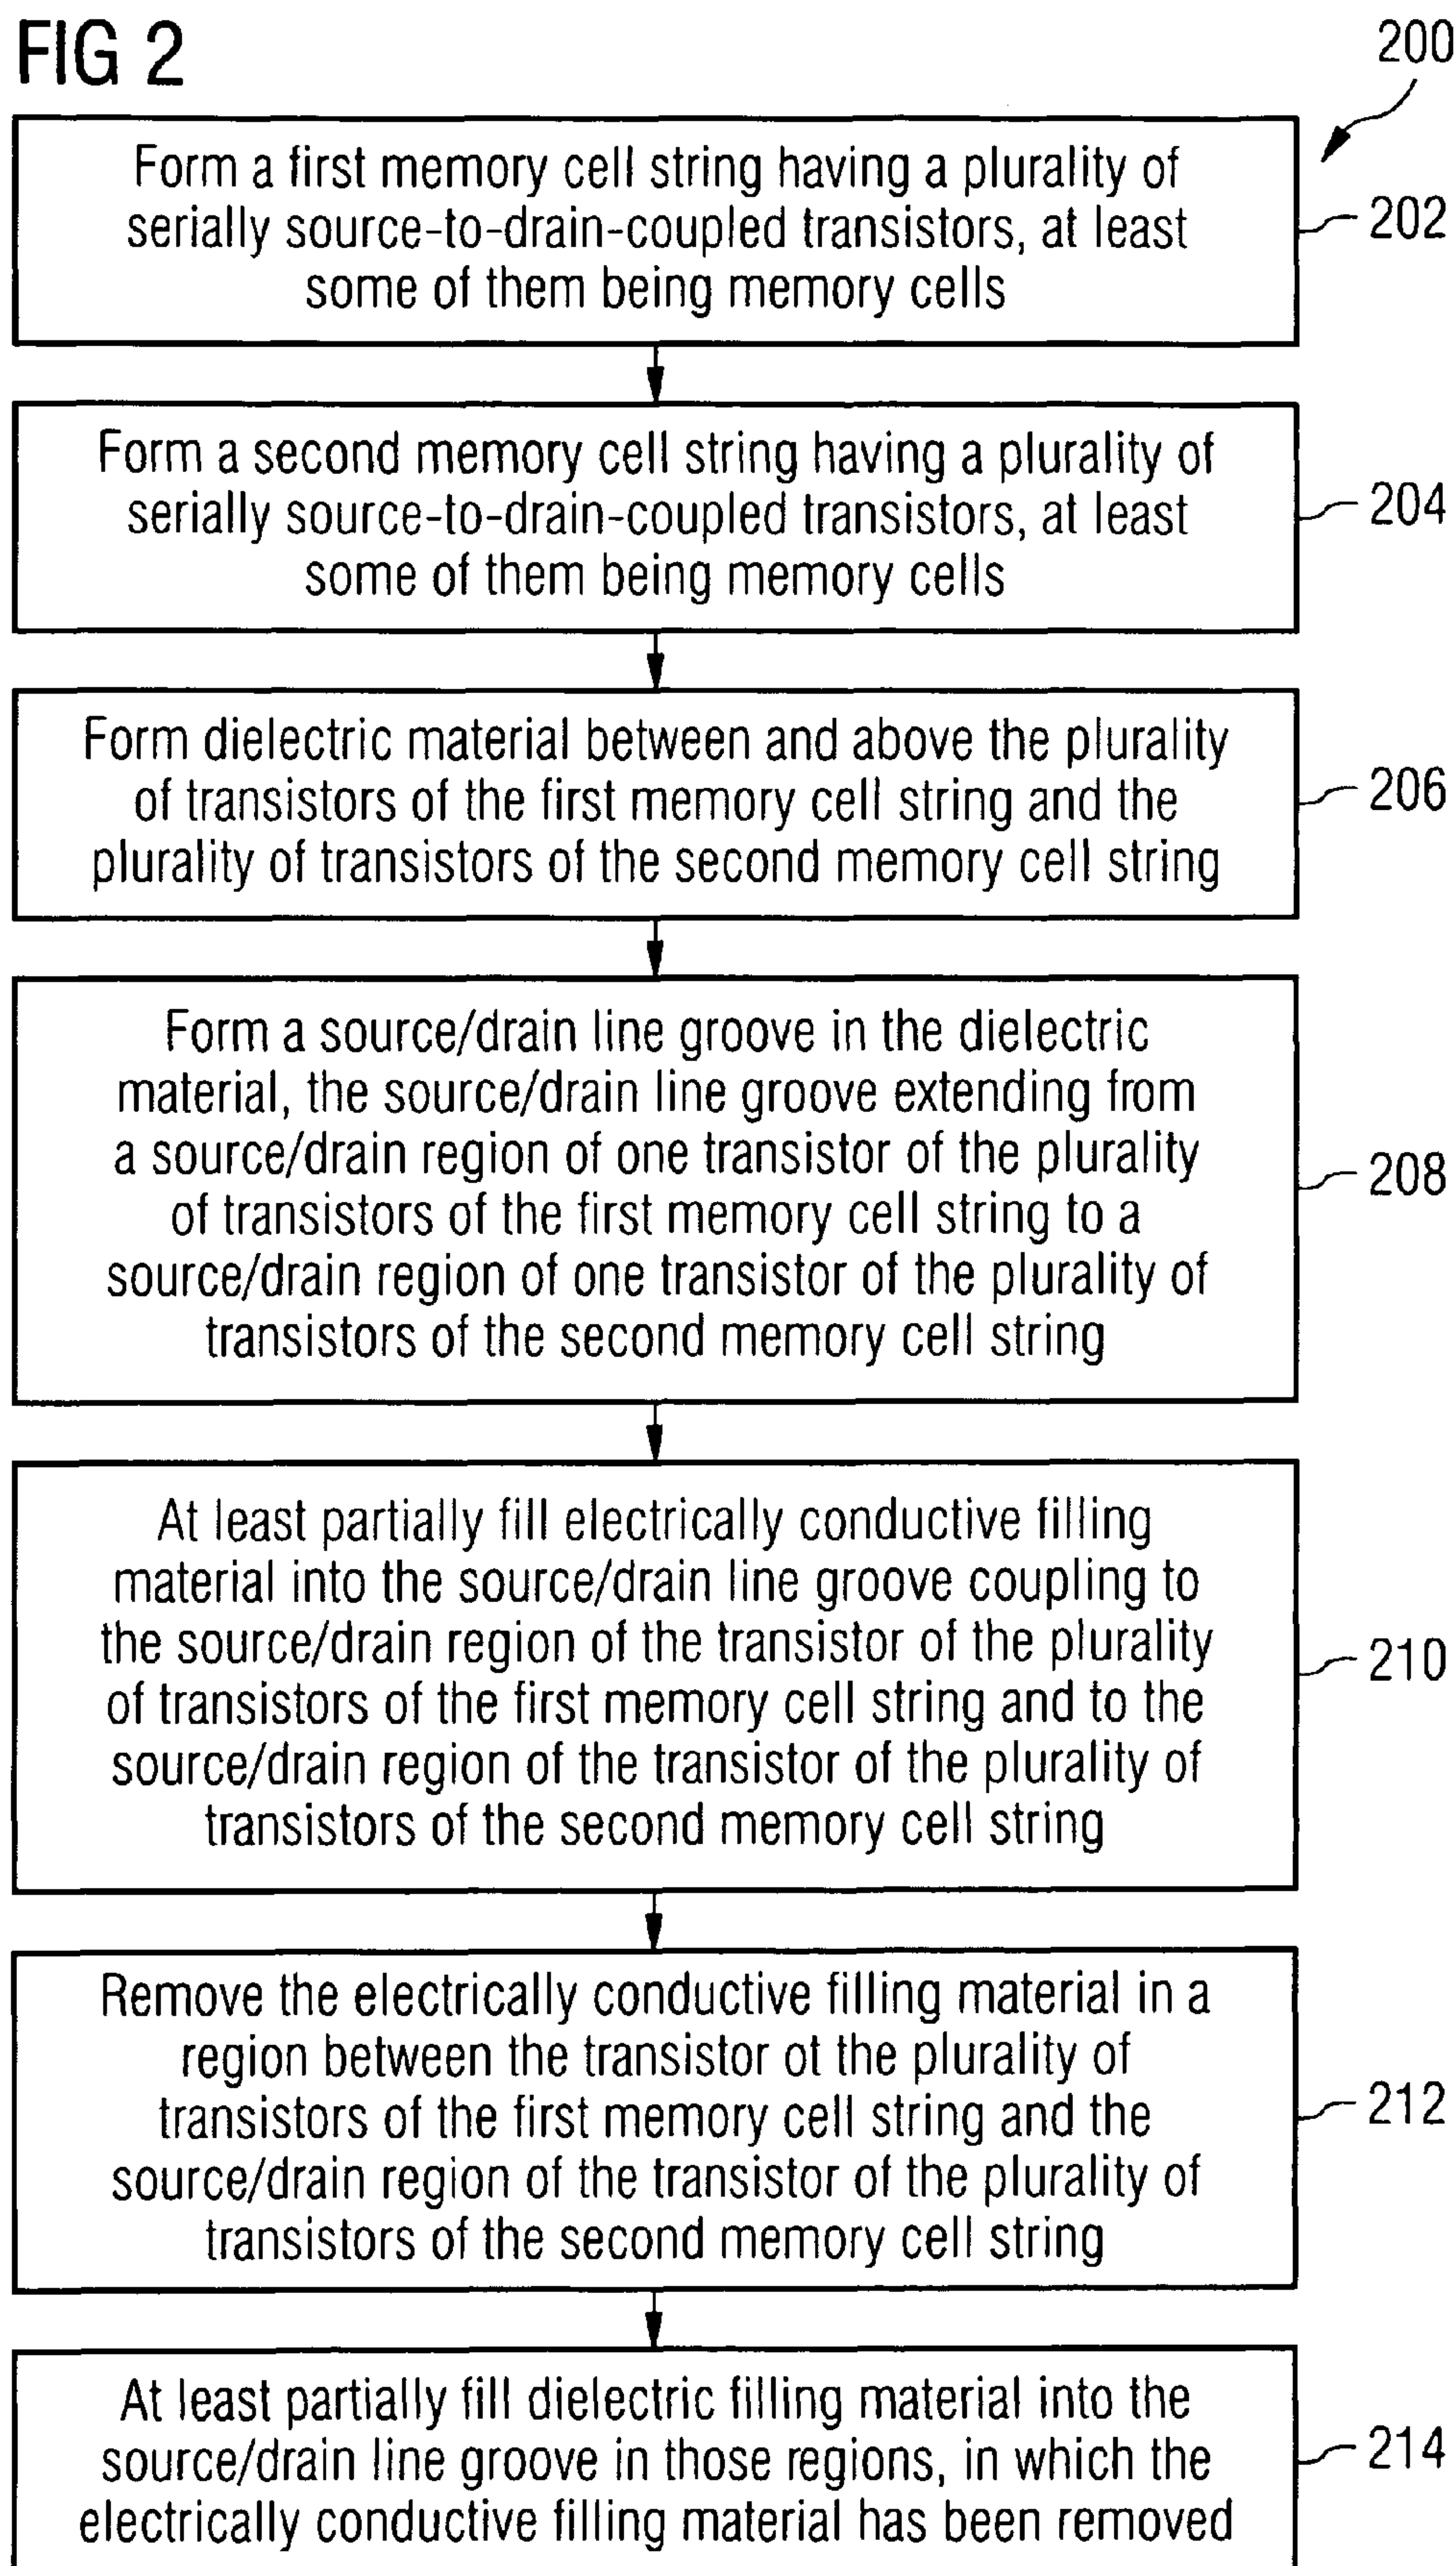 FIG 2
200
Form a first memory cell string having a plurality of
serially source-to-drain-coupled transistors, at least
some of them being memory cells
202
Form a second memory cell string having a plurality of
serially source-to-drain-coupled transistors, at least
some of them being memory cells
204
Form dielectric material between and above the plurality
of transistors of the first memory cell string and the
plurality of transistors of the second memory cell string
206
Form a source/drain line groove in the dielectric
material, the source/drain line groove extending from
a source/drain region of one transistor of the plurality
of transistors of the first memory cell string to a
source/drain region of one transistor of the plurality of
transistors of the second memory cell string
208
At least partially fill electrically conductive filling
material into the source/drain line groove coupling to
the source/drain region of the transistor of the plurality
of transistors of the first memory cell string and to the
source/drain region of the transistor of the plurality of
transistors of the second memory cell string
210
Remove the electrically conductive filling material in a
region between the transistor ot the plurality of
transistors of the first memory cell string and the
source/drain region of the transistor of the plurality of
transistors of the second memory cell string
212
At least partially fill dielectric filling material into the
source/drain line groove in those regions, in which the
electrically conductive filling material has been removed
214